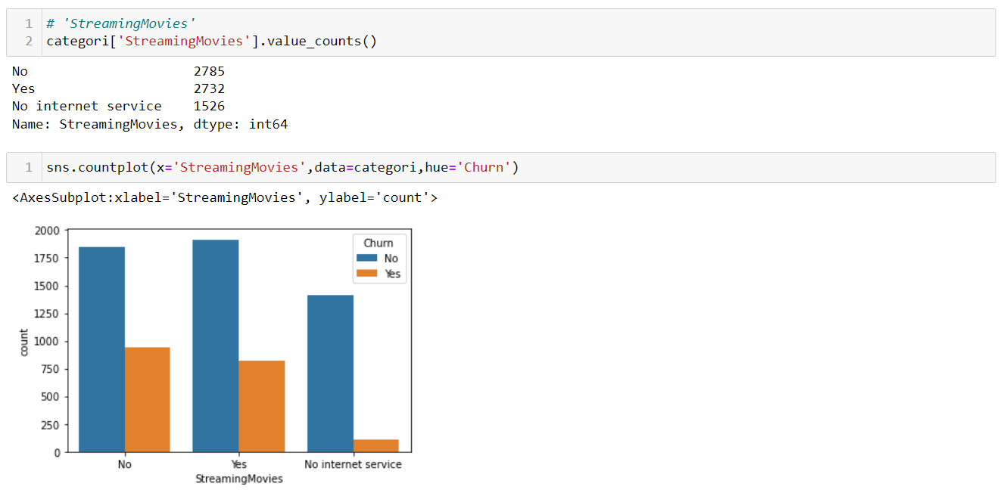 1 # 'StreamingMovies'
2 categori['StreamingMovies'].value_counts()
No 2785
Yes 2732
No internet service 1526
Name: StreamingMovies, dtype: int64
1 sns.countplot(x='StreamingMovies',data=categori,hue='Churn')
<AxesSubplot:xlabel='StreamingMovies', ylabel='count'>
2000
1750
1500
1250
1000
750
500
250
0
count
Churn
No
Yes
No Yes No internet service
StreamingMovies